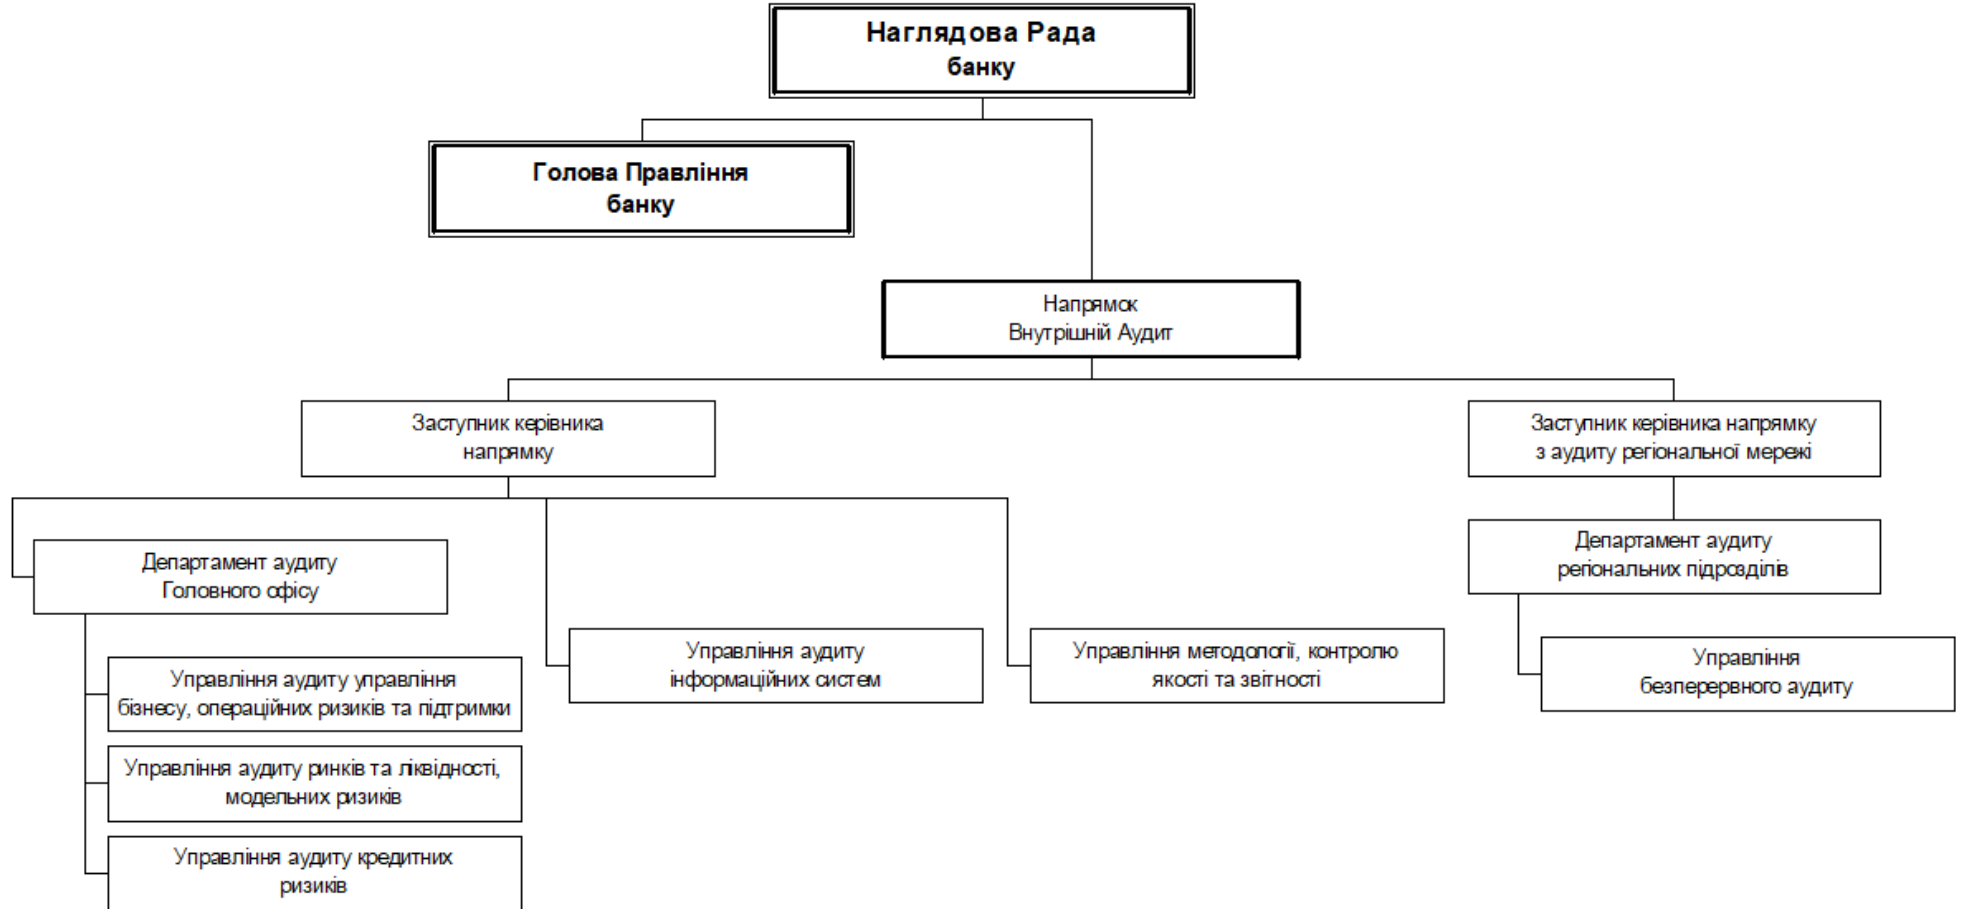 Наглядова Рада
банку
Голова Правління
банку
Напрямок
Внутрішній Аудит
Заступник керівника
напрямку
Заступник керівника напрямку
з аудиту регіональної мережі
Департамент аудиту
Головного офісу
Департамент аудиту
регіональних підрозділів
Управління аудиту
інформаційних систем
Управління методології, контролю
якості та звітності
Управління
безперервного аудиту
Управління аудиту управління
бізнесу, операційних ризиків та підтримки
Управління аудиту ринків та ліквідності,
модельних ризиків
Управління аудиту кредитних
ризиків